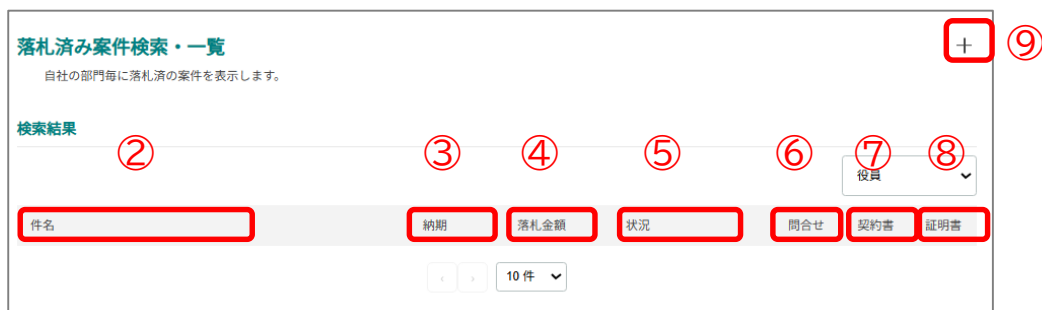 落札済み案件検索・一覧
＋ ⑨
自社の部門毎に落札済の案件を表示します。
検索結果
② ③ ④ ⑤ ⑥ ⑦ ⑧
役員
件名 納期 落札金額 状況 問合せ 契約書 証明書
‹ › 10 件